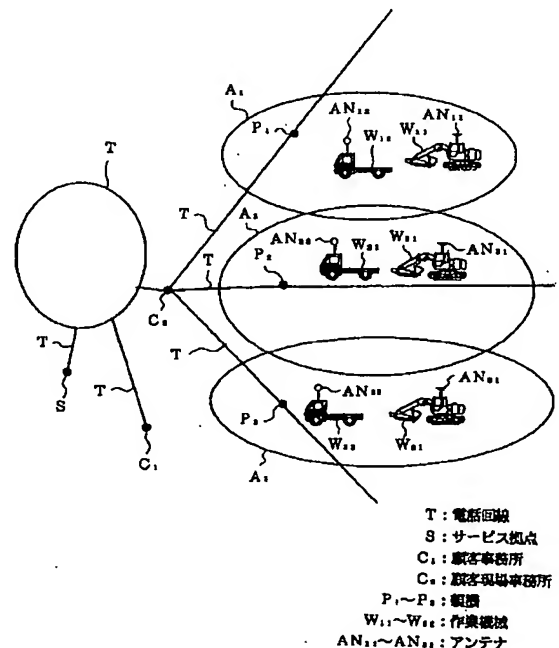 A₁
AN₁₂
AN₁₁
P₁
W₁₂
W₁₁
T
T
A₂
AN₂₂
W₂₁
AN₂₁
P₂
T
C₂
T
T
T
S
C₁
AN₃₂
AN₃₁
P₃
W₃₂
W₃₁
A₃
T:電話回線
S:サービス拠点
C₁:顧客事務所
C₂:顧客現場事務所
P₁~P₃:
W₁₁~W₃₂:作業機械
AN₁₁~AN₃₂:アンテナ